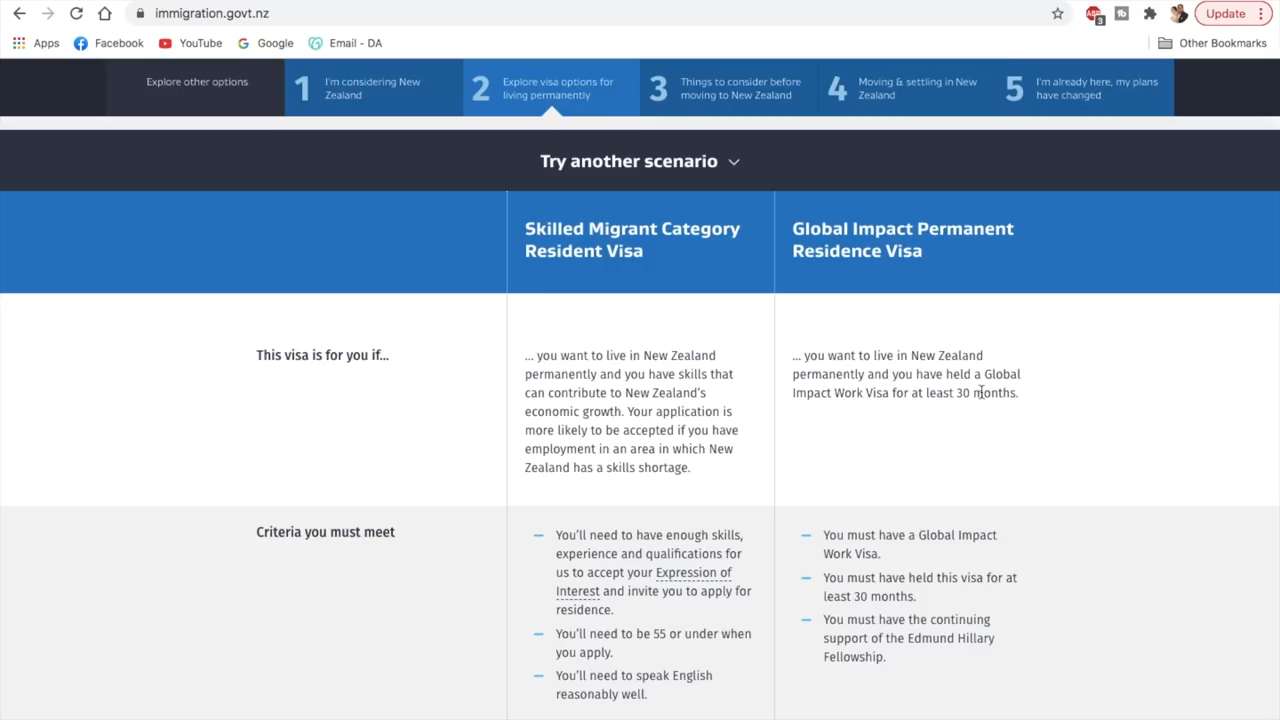 immigration.govt.nz
3
Update
Apps
Facebook
YouTube
Google
Email - DA
Other Bookmarks
Explore other options
1
I'm considering New
Zealand
2
Explore visa options for
living permanently
3
Things to consider before
moving to New Zealand
4
Moving & settling in New
Zealand
5
I'm already here, my plans
have changed
Try another scenario
Skilled Migrant Category
Resident Visa
Global Impact Permanent
Residence Visa
This visa is for you if...
... you want to live in New Zealand
permanently and you have skills that
can contribute to New Zealand's
economic growth. Your application is
more likely to be accepted if you have
employment in an area in which New
Zealand has a skills shortage.
... you want to live in New Zealand
permanently and you have held a Global
Impact Work Visa for at least 30 months.
Criteria you must meet
You'll need to have enough skills,
experience and qualifications for
us to accept your Expression of
Interest and invite you to apply for
residence.
You'll need to be 55 or under when
you apply.
You'll need to speak English
reasonably well.
You must have a Global Impact
Work Visa.
You must have held this visa for at
least 30 months.
You must have the continuing
support of the Edmund Hillary
Fellowship.